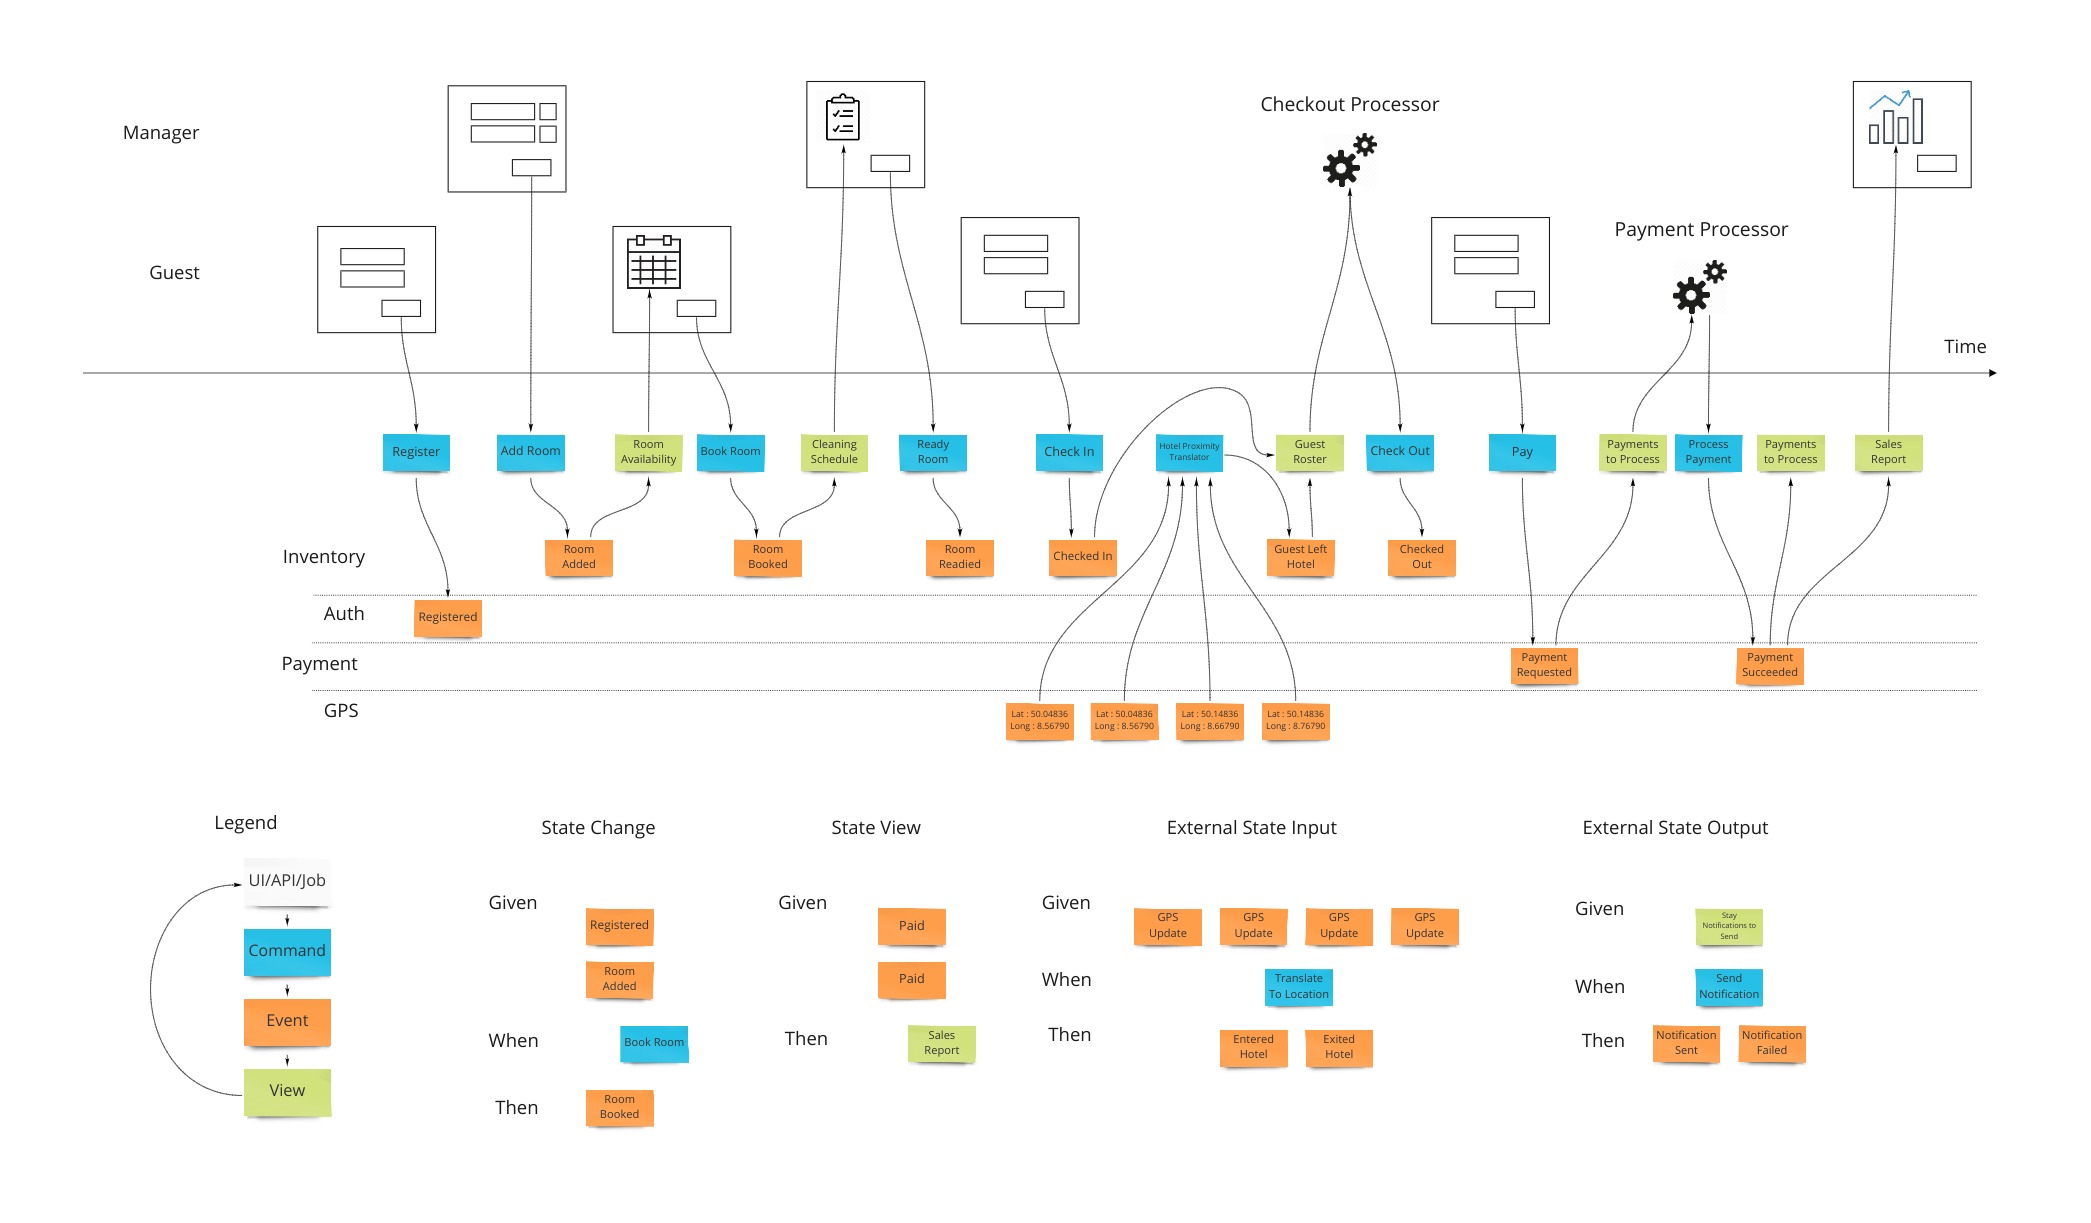 Checkout Processor
Manager
Payment Processor
Guest
Time
Register
Add Room
Room
Availability
Book Room
Cleaning
Schedule
Ready
Room
Check In
Hotel Proximity
Translator
Guest
Roster
Check Out
Pay
Payments
to Process
Process
Payment
Payments
to Process
Sales
Report
Inventory
Room
Added
Room
Booked
Room
Readied
Checked In
Guest Left
Hotel
Checked
Out
Auth
Registered
Payment
Payment
Requested
Payment
Succeeded
GPS
Lat : 50.04836
Long : 8.56790
Lat : 50.04836
Long : 8.56790
Lat : 50.14836
Long : 8.66790
Lat : 50.14836
Long : 8.76790
Legend
UI/API/Job
Command
Event
View
State Change
Given
Registered
Room
Added
When
Book Room
Then
Room
Booked
State View
Given
Paid
Paid
Then
Sales
Report
External State Input
Given
GPS
Update
GPS
Update
GPS
Update
GPS
Update
When
Translate
To Location
Then
Entered
Hotel
Exited
Hotel
External State Output
Given
Stay
Notifications to
Send
When
Send
Notification
Then
Notification
Sent
Notification
Failed